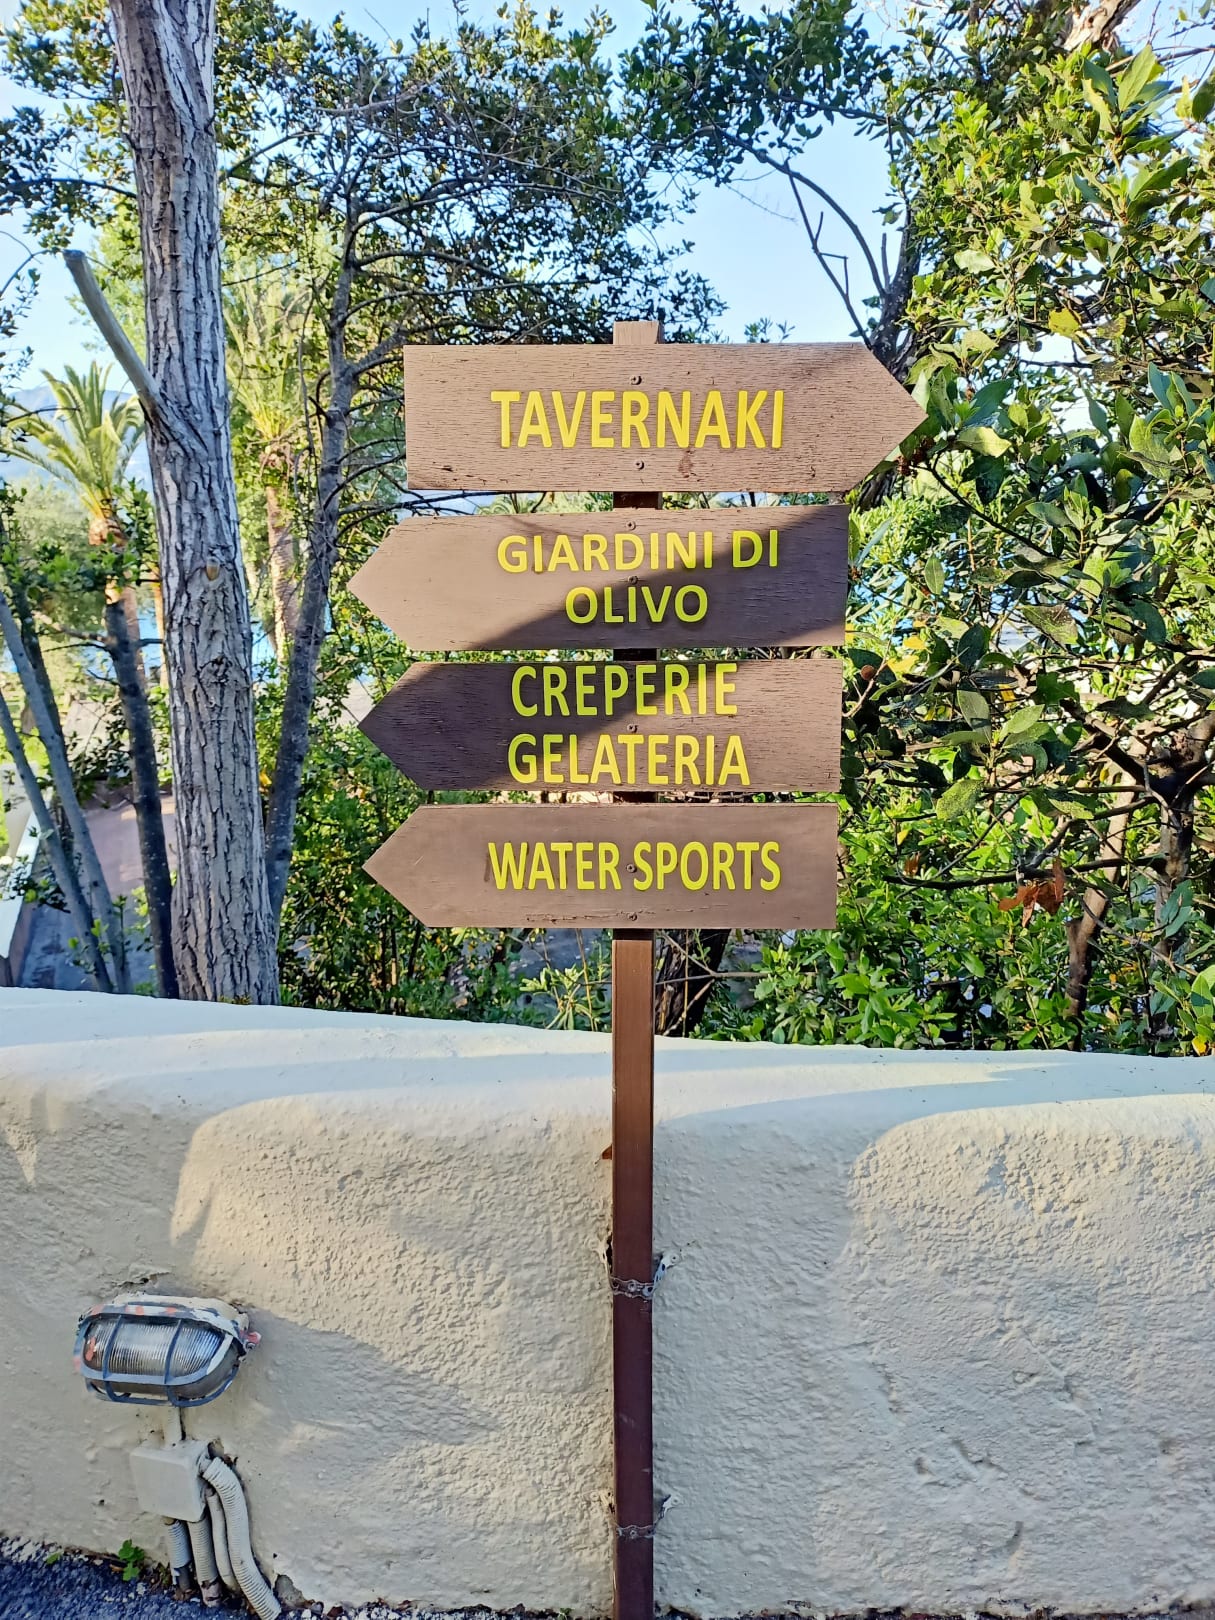 TAVERNAKI
GIARDINI DI
OLIVO
CREPERIE
GELATERIA
WATER SPORTS